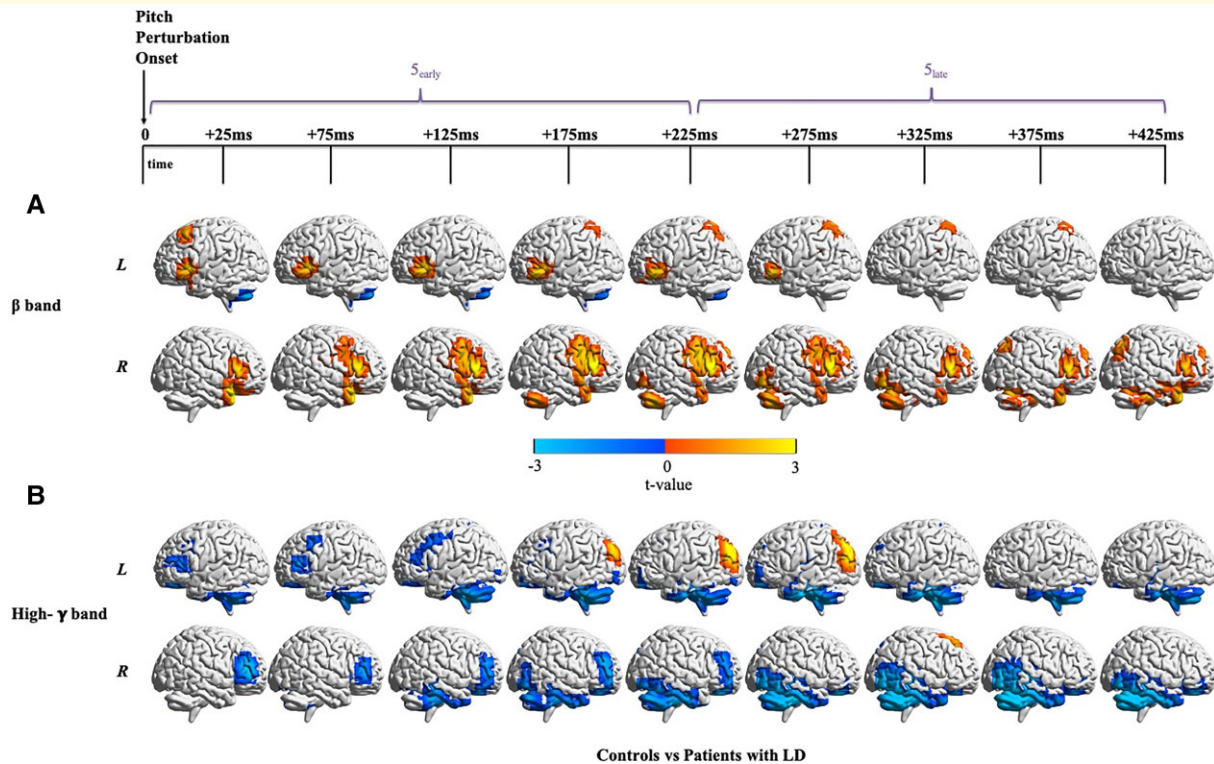 Pitch
Perturbation
Onset
5early
5late
0 +25ms +75ms +125ms +175ms +225ms +275ms +325ms +375ms +425ms
time
A
L
β band
R
-3 0 3
t-value
B
L
High- γ band
R
Controls vs Patients with LD